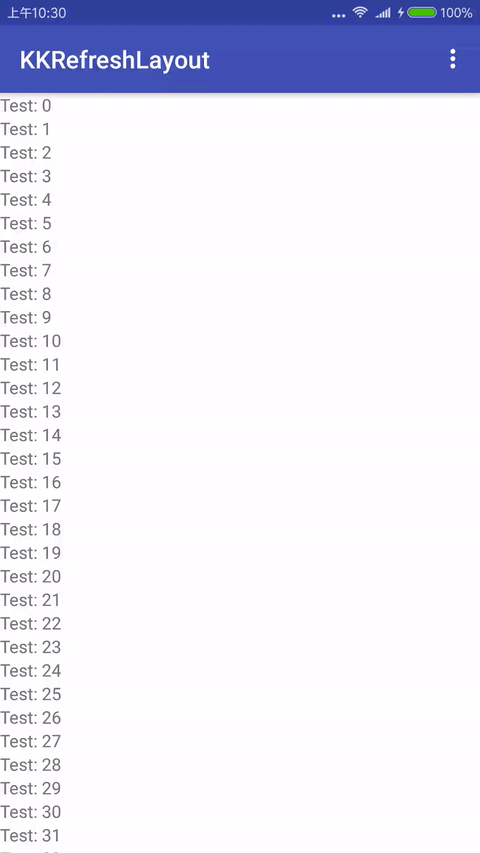 上午10:30 100%
KKRefreshLayout
Test: 0
Test: 1
Test: 2
Test: 3
Test: 4
Test: 5
Test: 6
Test: 7
Test: 8
Test: 9
Test: 10
Test: 11
Test: 12
Test: 13
Test: 14
Test: 15
Test: 16
Test: 17
Test: 18
Test: 19
Test: 20
Test: 21
Test: 22
Test: 23
Test: 24
Test: 25
Test: 26
Test: 27
Test: 28
Test: 29
Test: 30
Test: 31